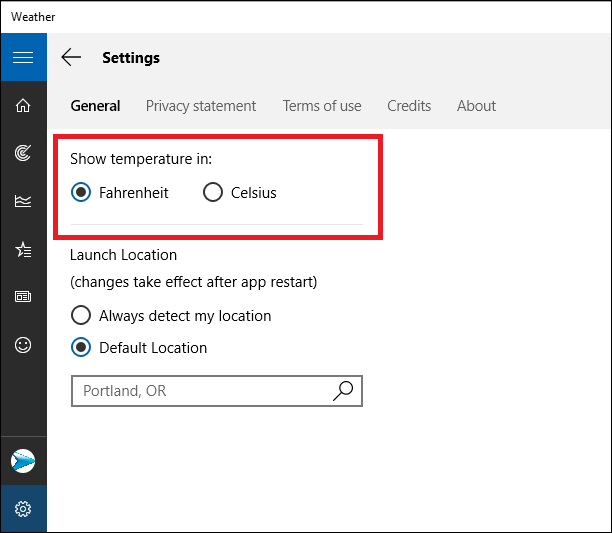 Weather
Settings
General Privacy statement Terms of use Credits About
Show temperature in:
Fahrenheit Celsius
Launch Location
(changes take effect after app restart)
Always detect my location
Default Location
Portland, OR